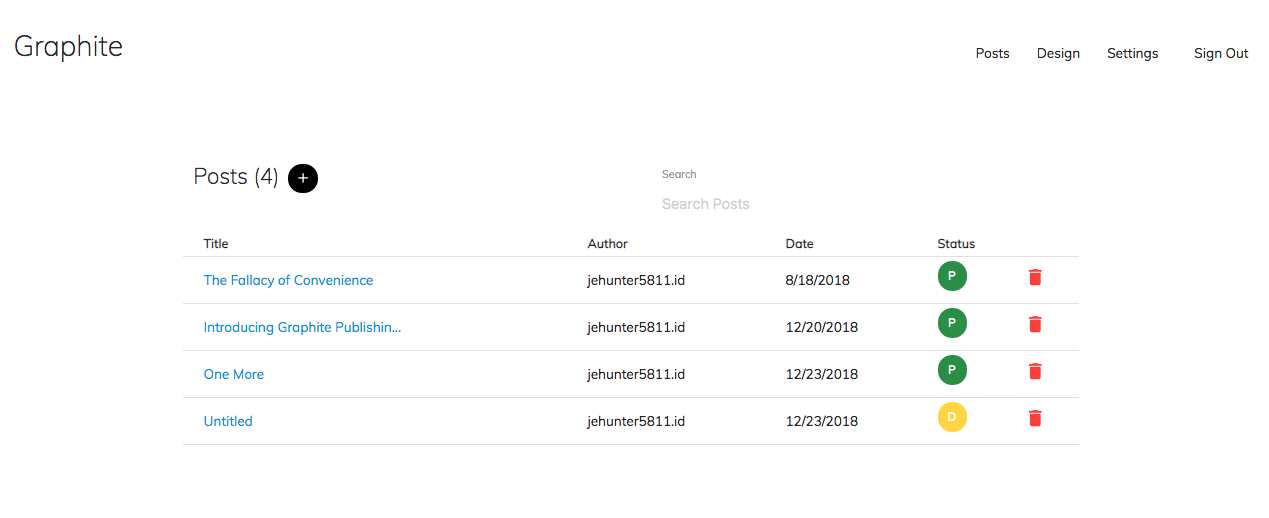 Graphite
Posts Design Settings Sign Out
Posts (4) +
Search
Search Posts
Title Author Date Status
The Fallacy of Convenience jehunter5811.id 8/18/2018 P
Introducing Graphite Publishin... jehunter5811.id 12/20/2018 P
One More jehunter5811.id 12/23/2018 P
Untitled jehunter5811.id 12/23/2018 D